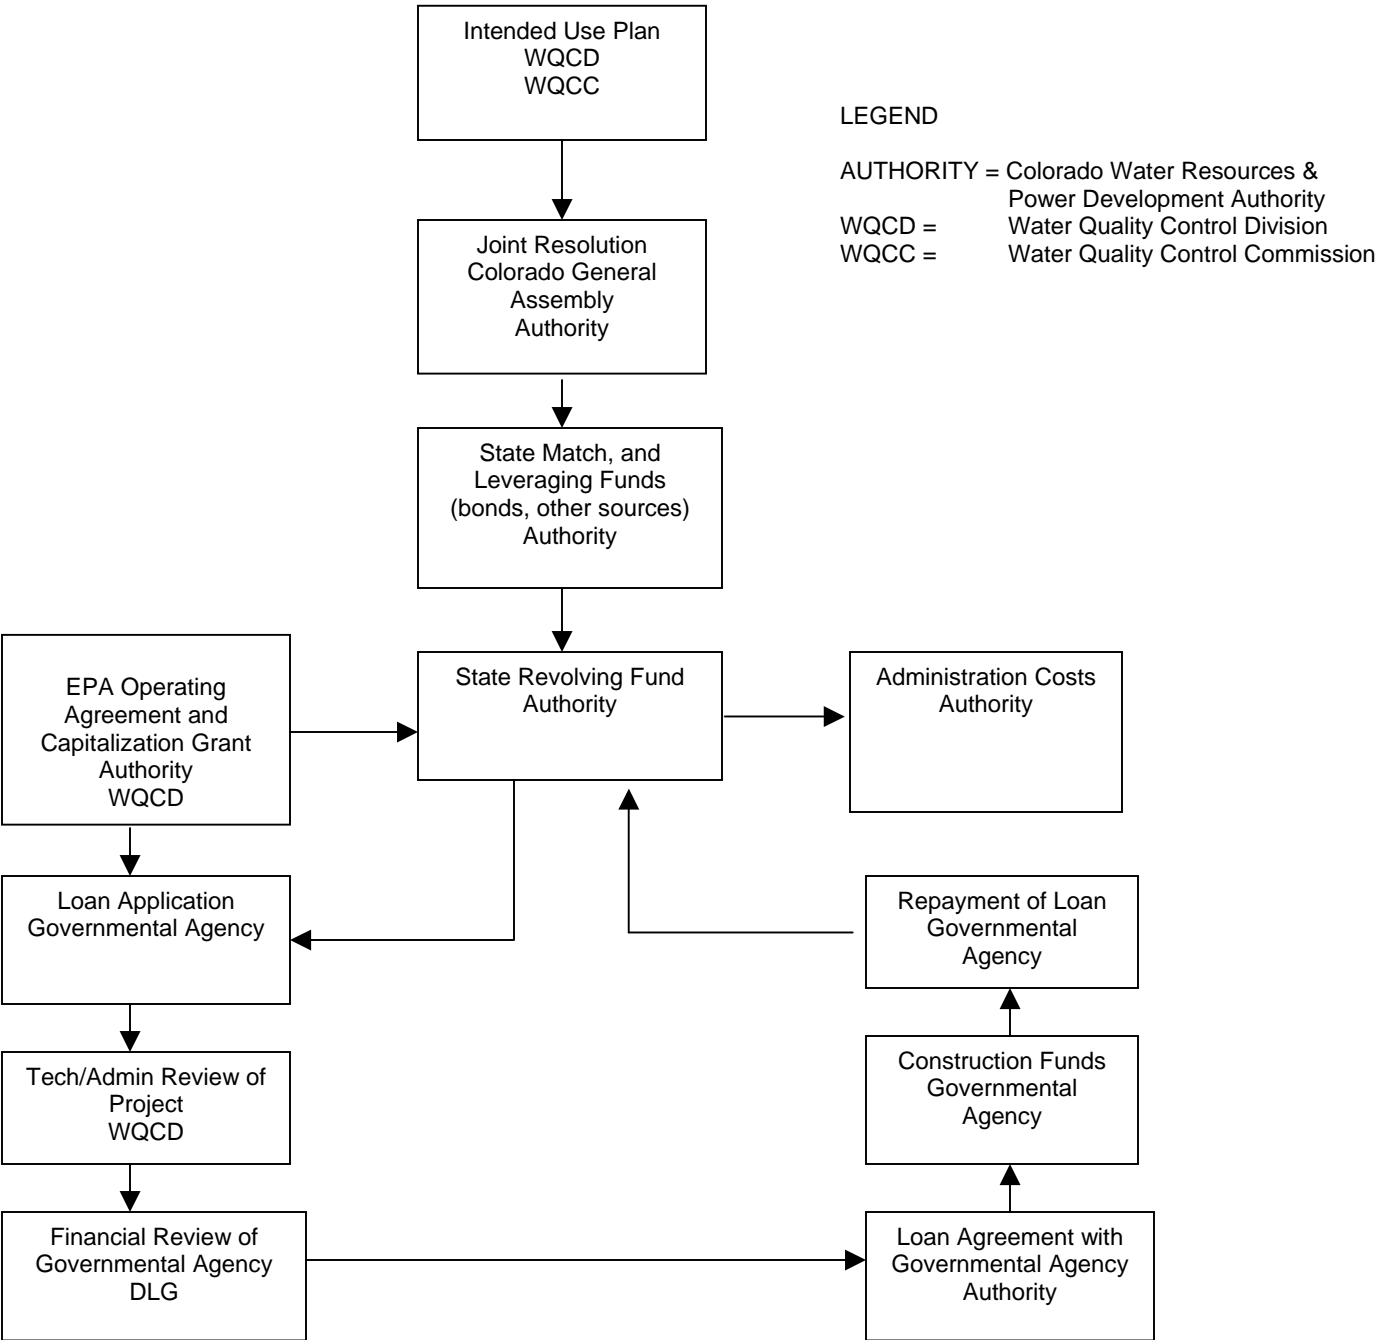 Intended Use Plan
WQCD
WQCC
LEGEND
AUTHORITY = Colorado Water Resources &
Power Development Authority
WQCD = Water Quality Control Division
WQCC = Water Quality Control Commission
Joint Resolution
Colorado General
Assembly
Authority
State Match, and
Leveraging Funds
(bonds, other sources)
Authority
EPA Operating
Agreement and
Capitalization Grant
Authority
WQCD
State Revolving Fund
Authority
Administration Costs
Authority
Loan Application
Governmental Agency
Repayment of Loan
Governmental
Agency
Tech/Admin Review of
Project
WQCD
Construction Funds
Governmental
Agency
Financial Review of
Governmental Agency
DLG
Loan Agreement with
Governmental Agency
Authority